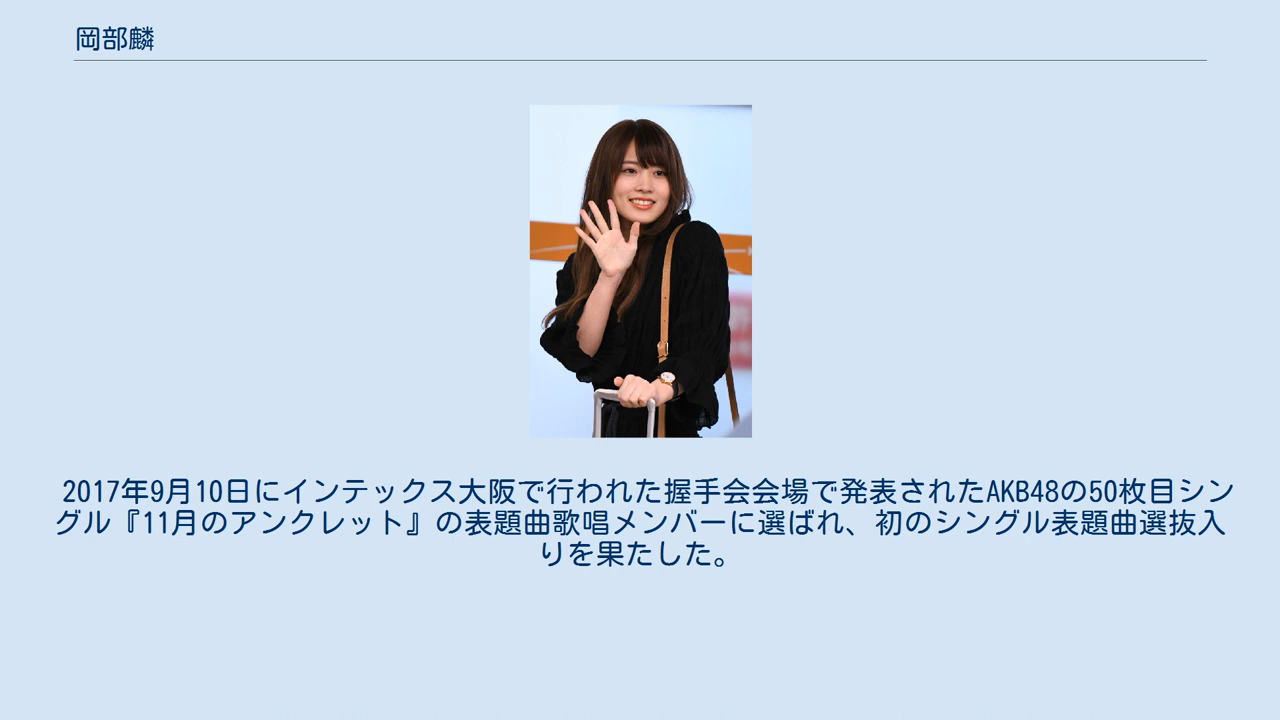 岡部麟
2017年9月10日にインテックス大阪で行われた握手会会場で発表されたAKB48の50枚目シン
グル『11月のアンクレット』の表題曲歌唱メンバーに選ばれ、初のシングル表題曲選抜入
りを果たした。